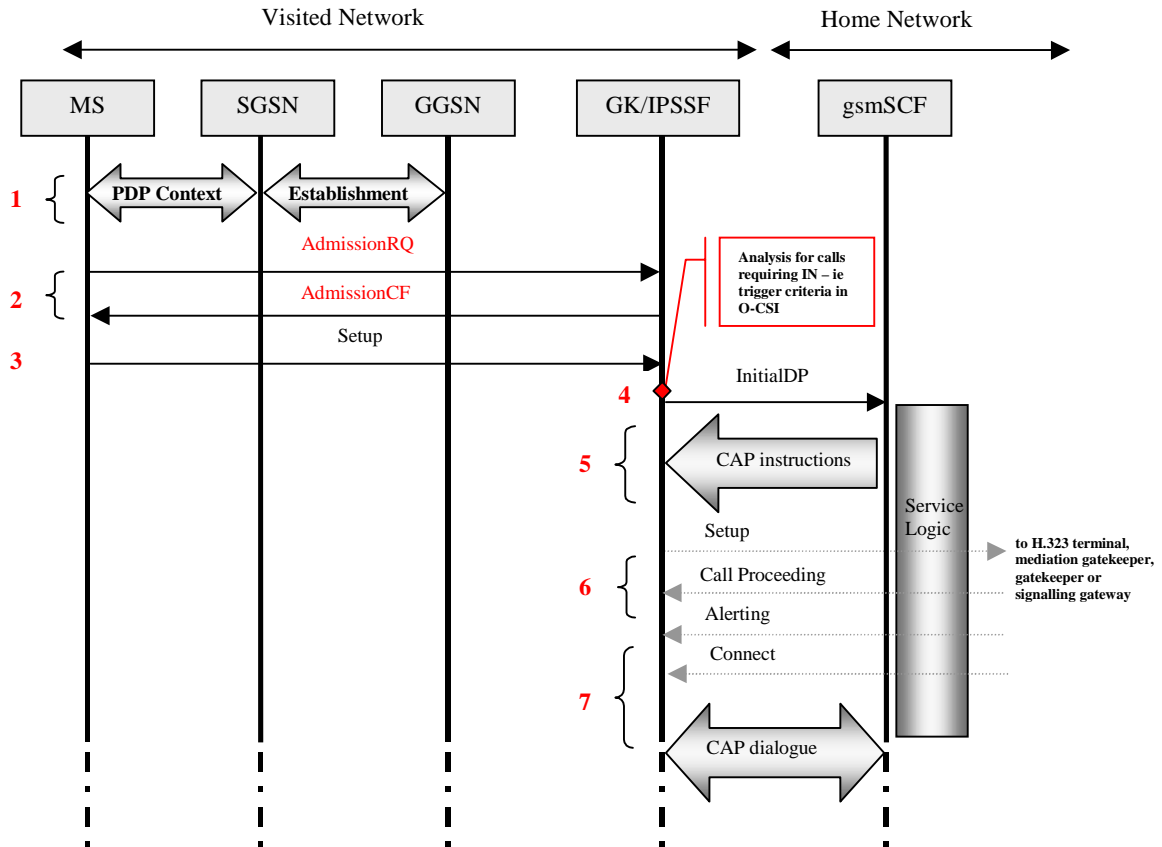 Visited Network
Home Network
MS
SGSN
GGSN
GK/IPSSF
gsmSCF
1
PDP Context
Establishment
AdmissionRQ
Analysis for calls
requiring IN – ie
trigger criteria in
O-CSI
2
AdmissionCF
Setup
3
InitialDP
4
5
CAP instructions
Service
Logic
Setup
to H.323 terminal,
mediation gatekeeper,
gatekeeper or
signalling gateway
6
Call Proceeding
Alerting
Connect
7
CAP dialogue